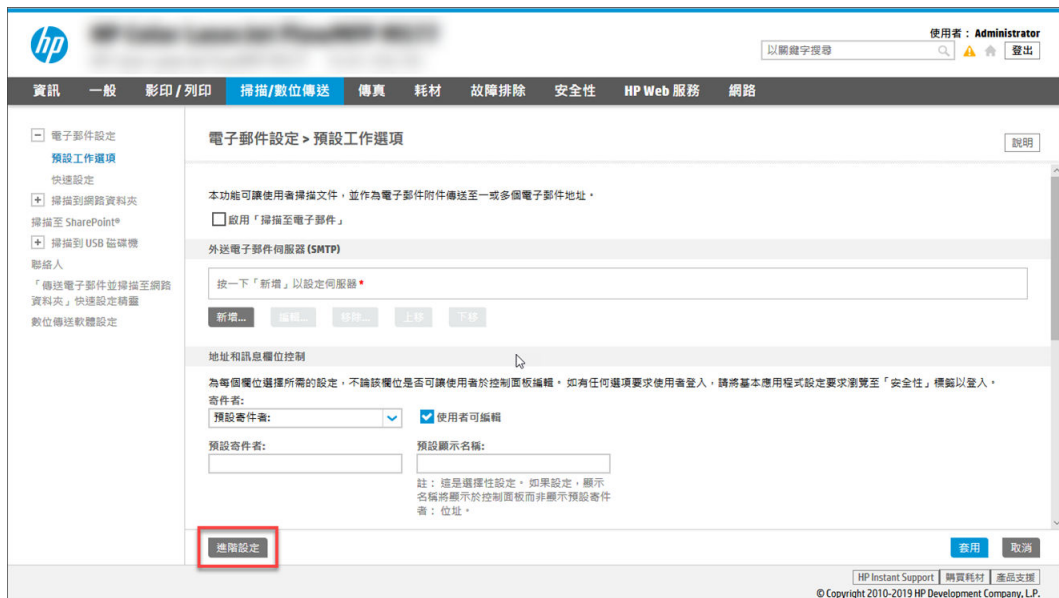 hp
使用者： Administrator
以關鍵字搜尋
登出
資訊 一般 影印 / 列印 掃描/數位傳送 傳真 耗材 故障排除 安全性 HP Web 服務 網路
電子郵件設定
預設工作選項
快速設定
掃描到網路資料夾
掃描至 SharePoint®
掃描到 USB 磁碟機
聯絡人
「傳送電子郵件並掃描至網路
資料夾」快速設定精靈
數位傳送軟體設定
電子郵件設定 > 預設工作選項
說明
本功能可讓使用者掃描文件，並作為電子郵件附件傳送至一或多個電子郵件地址。
啟用「掃描至電子郵件」
外送電子郵件伺服器 (SMTP)
按一下「新增」以設定伺服器 *
新增... 編輯... 移除... 上移 下移
地址和訊息欄位控制
為每個欄位選擇所需的設定，不論該欄位是否可讓使用者於控制面板編輯。 如有任何選項要求使用者登入，請將基本應用程式設定要求瀏覽至「安全性」標籤以登入。
寄件者:
預設寄件者:
使用者可編輯
預設寄件者: 預設顯示名稱:
註： 這是選擇性設定。 如果設定，顯示
名稱將顯示於控制面板而非顯示預設寄件
者： 位址。
進階設定
套用 取消
HP Instant Support 購買耗材 產品支援
© Copyright 2010-2019 HP Development Company, L.P.